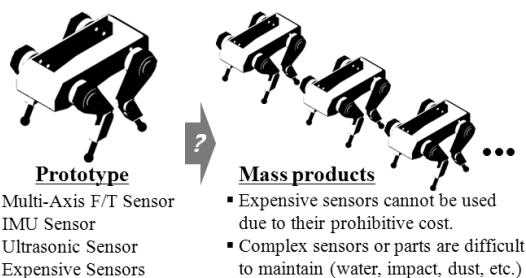 ?
Prototype
Multi-Axis F/T Sensor
IMU Sensor
Ultrasonic Sensor
Expensive Sensors
Mass products
▪ Expensive sensors cannot be used
due to their prohibitive cost.
▪ Complex sensors or parts are difficult
to maintain (water, impact, dust, etc.)